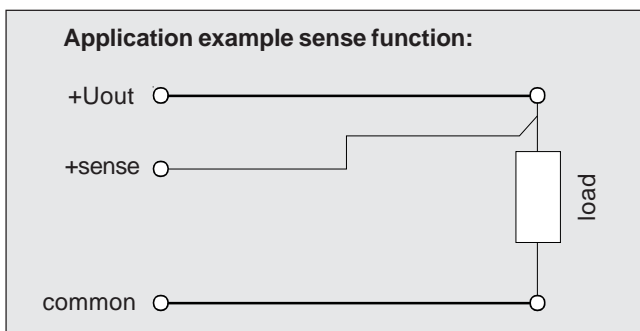 Application example sense function:
+Uout
+sense
load
common